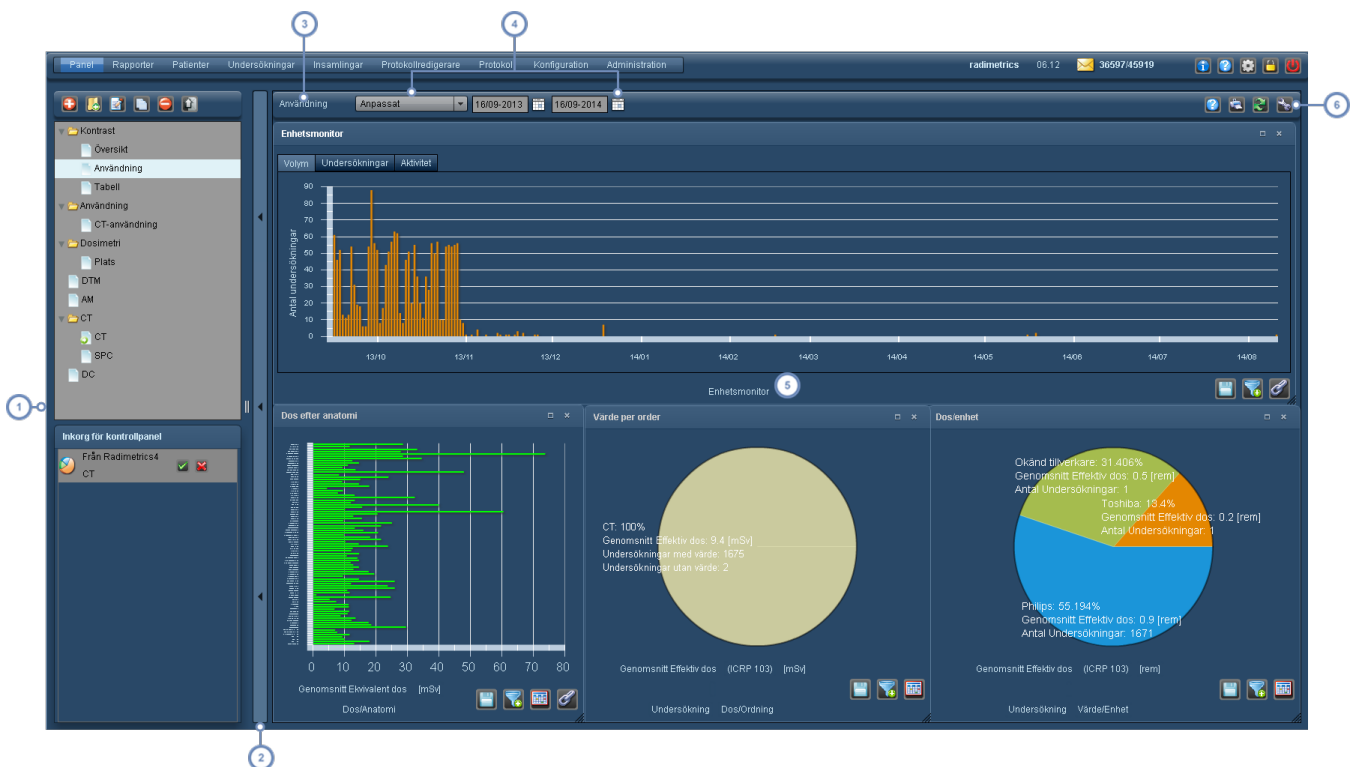 3
4
Panel Rapporter Patienter Undersökningar Insamlingar Protokollredigerare Protokol Konfiguration Administration radimetrics 06.12 36597/45919
Användning Anpassat 16/09-2013 16/09-2014
6
Kontrast
Översikt
Användning
Tabell
Användning
CT-användning
Dosimetri
Plats
DTM
AM
CT
CT
SPC
DC
1
Inkorg för kontrollpanel
Från Radimetrics4
CT
2
Enhetsmonitor
Volym Undersökningar Aktivitet
Antal undersökningar
90
80
70
60
50
40
30
20
10
0
13/10 13/11 13/12 14/01 14/02 14/03 14/04 14/05 14/06 14/07 14/08
Enhetsmonitor 5
Dos efter anatomi
0 10 20 30 40 50 60 70 80
Genomsnitt Ekvivalent dos [mSv]
Dos/Anatomi
Värde per order
CT: 100%
Genomsnitt Effektiv dos: 9.4 [mSv]
Undersökningar med värde: 1675
Undersökningar utan värde: 2
Genomsnitt Effektiv dos (ICRP 103) [mSv]
Undersökning Dos/Ordning
Dos/enhet
Okänd tillverkare: 31.406%
Genomsnitt Effektiv dos: 0.5 [rem]
Antal Undersökningar: 1
Toshiba: 13.4%
Genomsnitt Effektiv dos: 0.2 [rem]
Antal Undersökningar: 1
Philips: 55.194%
Genomsnitt Effektiv dos: 0.9 [rem]
Antal Undersökningar: 1671
Genomsnitt Effektiv dos (ICRP 103) [rem]
Undersökning Värde/Enhet